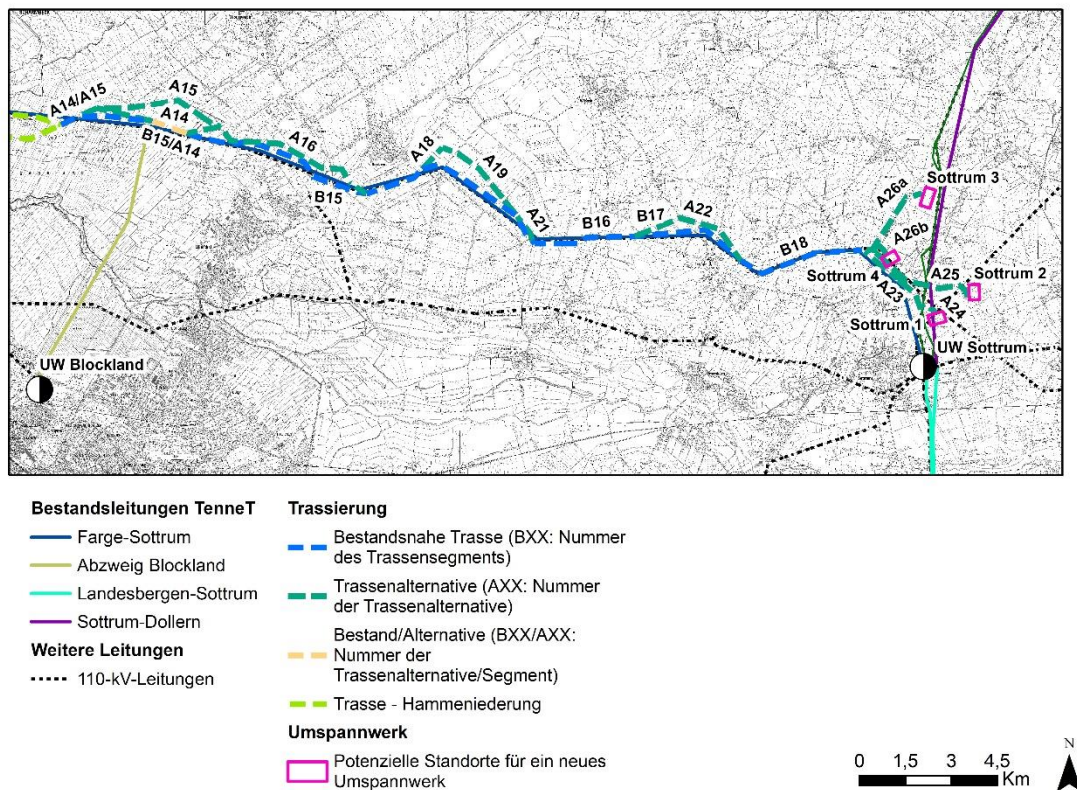 A14/A15
A15
A14
B15/A14
A16
B15
A18
A19
A21
B16
B17
A22
B18
A26a
Sottrum 3
A26b
Sottrum 4
A25
Sottrum 2
A23
A24
Sottrum 1
UW Sottrum
UW Blockland
Bestandsleitungen TenneT
Farge-Sottrum
Abzweig Blockland
Landesbergen-Sottrum
Sottrum-Dollern
Weitere Leitungen
110-kV-Leitungen
Trassierung
Bestandsnahe Trasse (BXX: Nummer
des Trassensegments)
Trassenalternative (AXX: Nummer
der Trassenalternative)
Bestand/Alternative (BXX/AXX:
Nummer der
Trassenalternative/Segment)
Trasse - Hammeniederung
Umspannwerk
Potenzielle Standorte für ein neues
Umspannwerk
0 1,5 3 4,5
Km
N